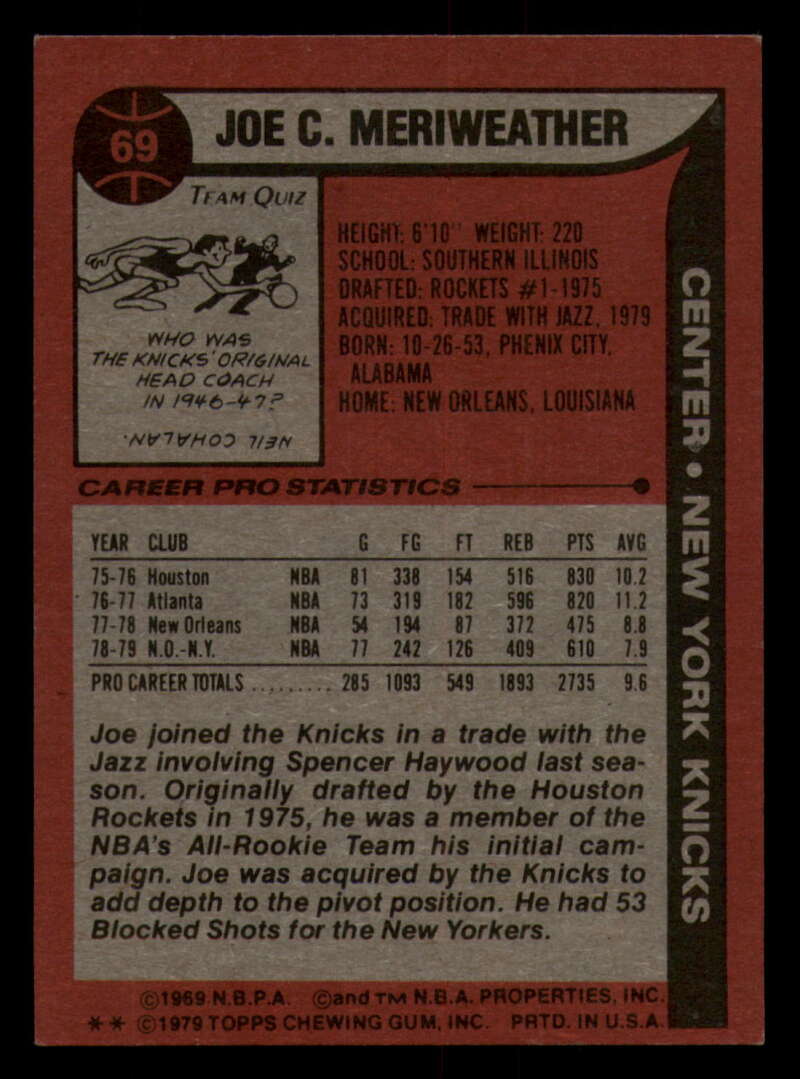 69
JOE C. MERIWEATHER
TEAM QUIZ
WHO WAS
THE KNICKS' ORIGINAL
HEAD COACH
IN 1946-47?
NEIL COHALAN.
HEIGHT: 6'10" WEIGHT: 220
SCHOOL: SOUTHERN ILLINOIS
DRAFTED: ROCKETS #1-1975
ACQUIRED: TRADE WITH JAZZ, 1979
BORN: 10-26-53, PHENIX CITY,
ALABAMA
HOME: NEW ORLEANS, LOUISIANA
CENTER • NEW YORK KNICKS
CAREER PRO STATISTICS
YEAR CLUB G FG FT REB PTS AVG
75-76 Houston NBA 81 338 154 516 830 10.2
76-77 Atlanta NBA 73 319 182 596 820 11.2
77-78 New Orleans NBA 54 194 87 372 475 8.8
78-79 N.O.-N.Y. NBA 77 242 126 409 610 7.9
PRO CAREER TOTALS ......... 285 1093 549 1893 2735 9.6
Joe joined the Knicks in a trade with the
Jazz involving Spencer Haywood last sea-
son. Originally drafted by the Houston
Rockets in 1975, he was a member of the
NBA's All-Rookie Team his initial cam-
paign. Joe was acquired by the Knicks to
add depth to the pivot position. He had 53
Blocked Shots for the New Yorkers.
©1969 N.B.P.A. ©and TM N.B.A. PROPERTIES, INC.
** ©1979 TOPPS CHEWING GUM, INC. PRTD. IN U.S.A.